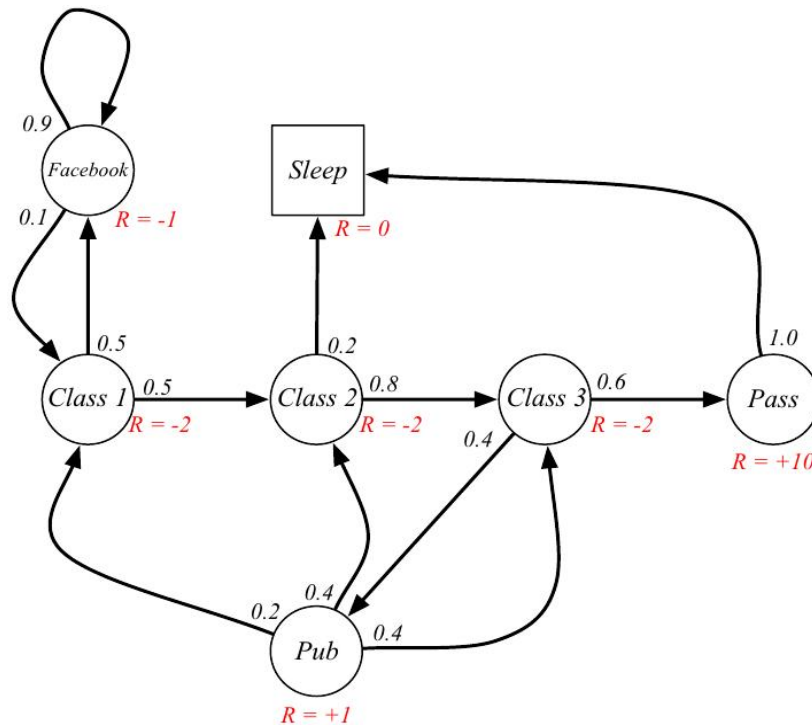 0.9
Facebook
Sleep
0.1
R = -1
R = 0
0.5
0.2
1.0
Class 1
0.5
Class 2
0.8
Class 3
0.6
Pass
R = -2
R = -2
R = -2
0.4
R = +10
0.2
0.4
0.4
Pub
R = +1